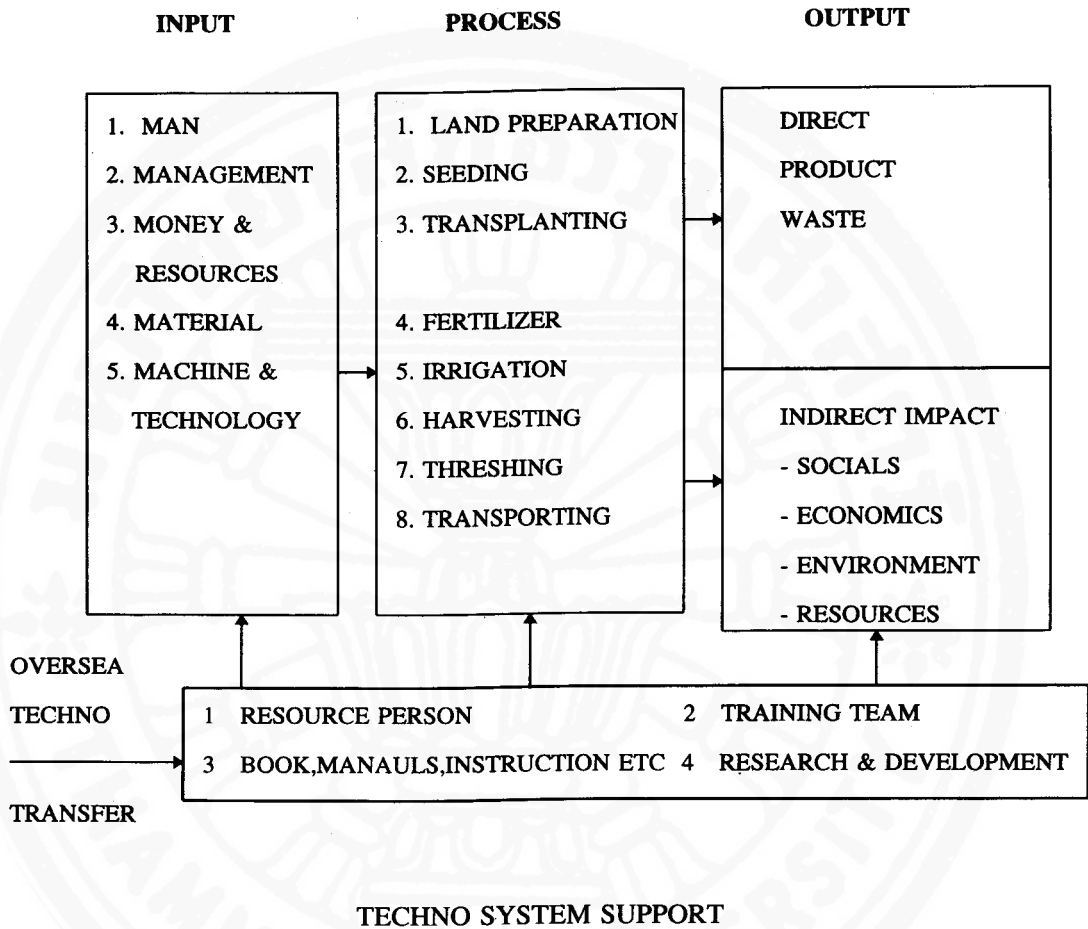 INPUT
PROCESS
OUTPUT
1. MAN
2. MANAGEMENT
3. MONEY &
RESOURCES
4. MATERIAL
5. MACHINE &
TECHNOLOGY
1. LAND PREPARATION
2. SEEDING
3. TRANSPLANTING
4. FERTILIZER
5. IRRIGATION
6. HARVESTING
7. THRESHING
8. TRANSPORTING
DIRECT
PRODUCT
WASTE
INDIRECT IMPACT
- SOCIALS
- ECONOMICS
- ENVIRONMENT
- RESOURCES
OVERSEA
TECHNO
TRANSFER
1 RESOURCE PERSON 2 TRAINING TEAM
3 BOOK,MANAULS,INSTRUCTION ETC 4 RESEARCH & DEVELOPMENT
TECHNO SYSTEM SUPPORT